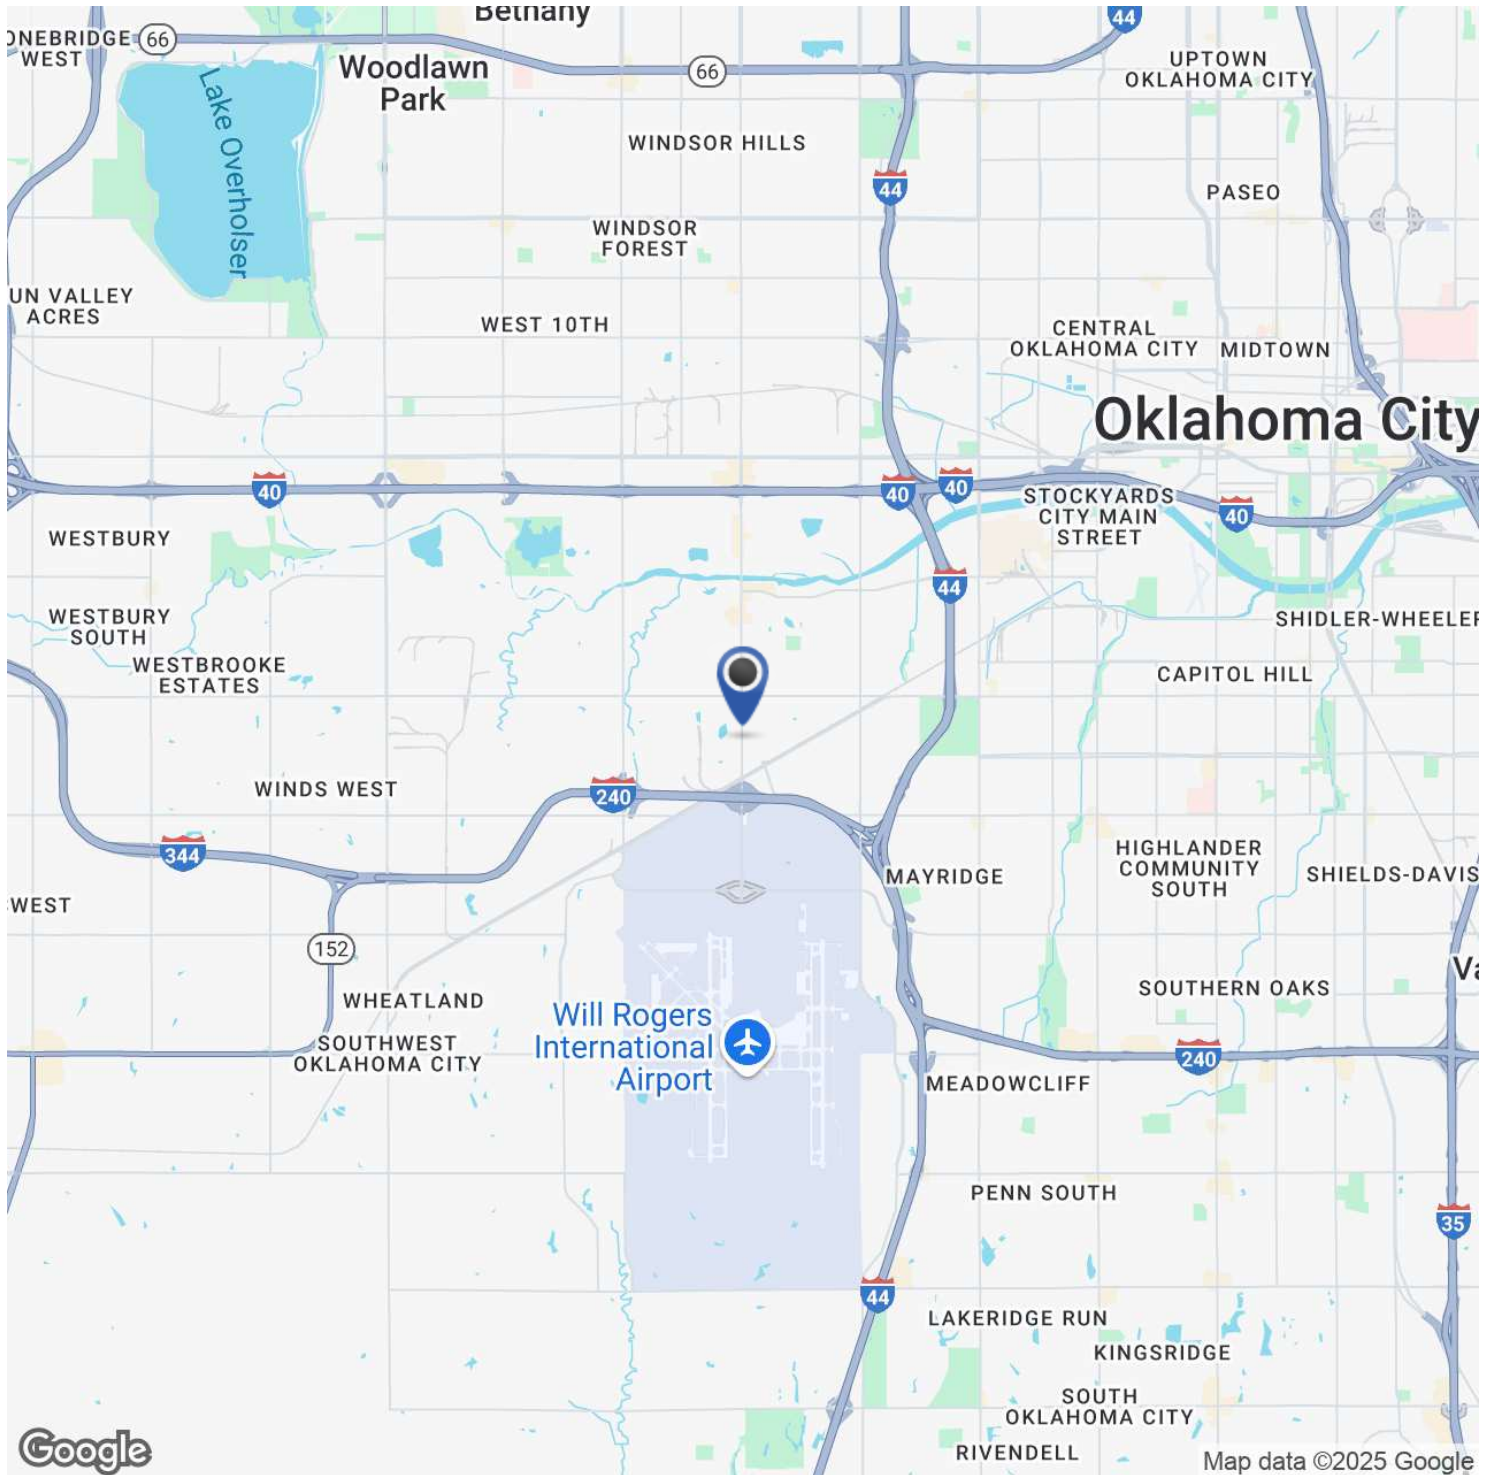 Bethany
44
ONEBRIDGE
WEST
66
Woodlawn
Park
66
UPTOWN
OKLAHOMA CITY
Lake Overholser
WINDSOR HILLS
44
PASEO
WINDSOR
FOREST
UN VALLEY
ACRES
WEST 10TH
CENTRAL
OKLAHOMA CITY
MIDTOWN
Oklahoma City
40
40
40
STOCKYARDS
CITY MAIN
STREET
40
WESTBURY
44
WESTBURY
SOUTH
SHIDLER-WHEELER
WESTBROOKE
ESTATES
CAPITOL HILL
WINDS WEST
240
344
HIGHLANDER
COMMUNITY
SOUTH
MAYRIDGE
SHIELDS-DAVIS
WEST
152
Va
WHEATLAND
SOUTHERN OAKS
Will Rogers
International
Airport
SOUTHWEST
OKLAHOMA CITY
240
MEADOWCLIFF
PENN SOUTH
35
44
LAKERIDGE RUN
KINGSRIDGE
SOUTH
OKLAHOMA CITY
RIVENDELL
Google
Map data ©2025 Google